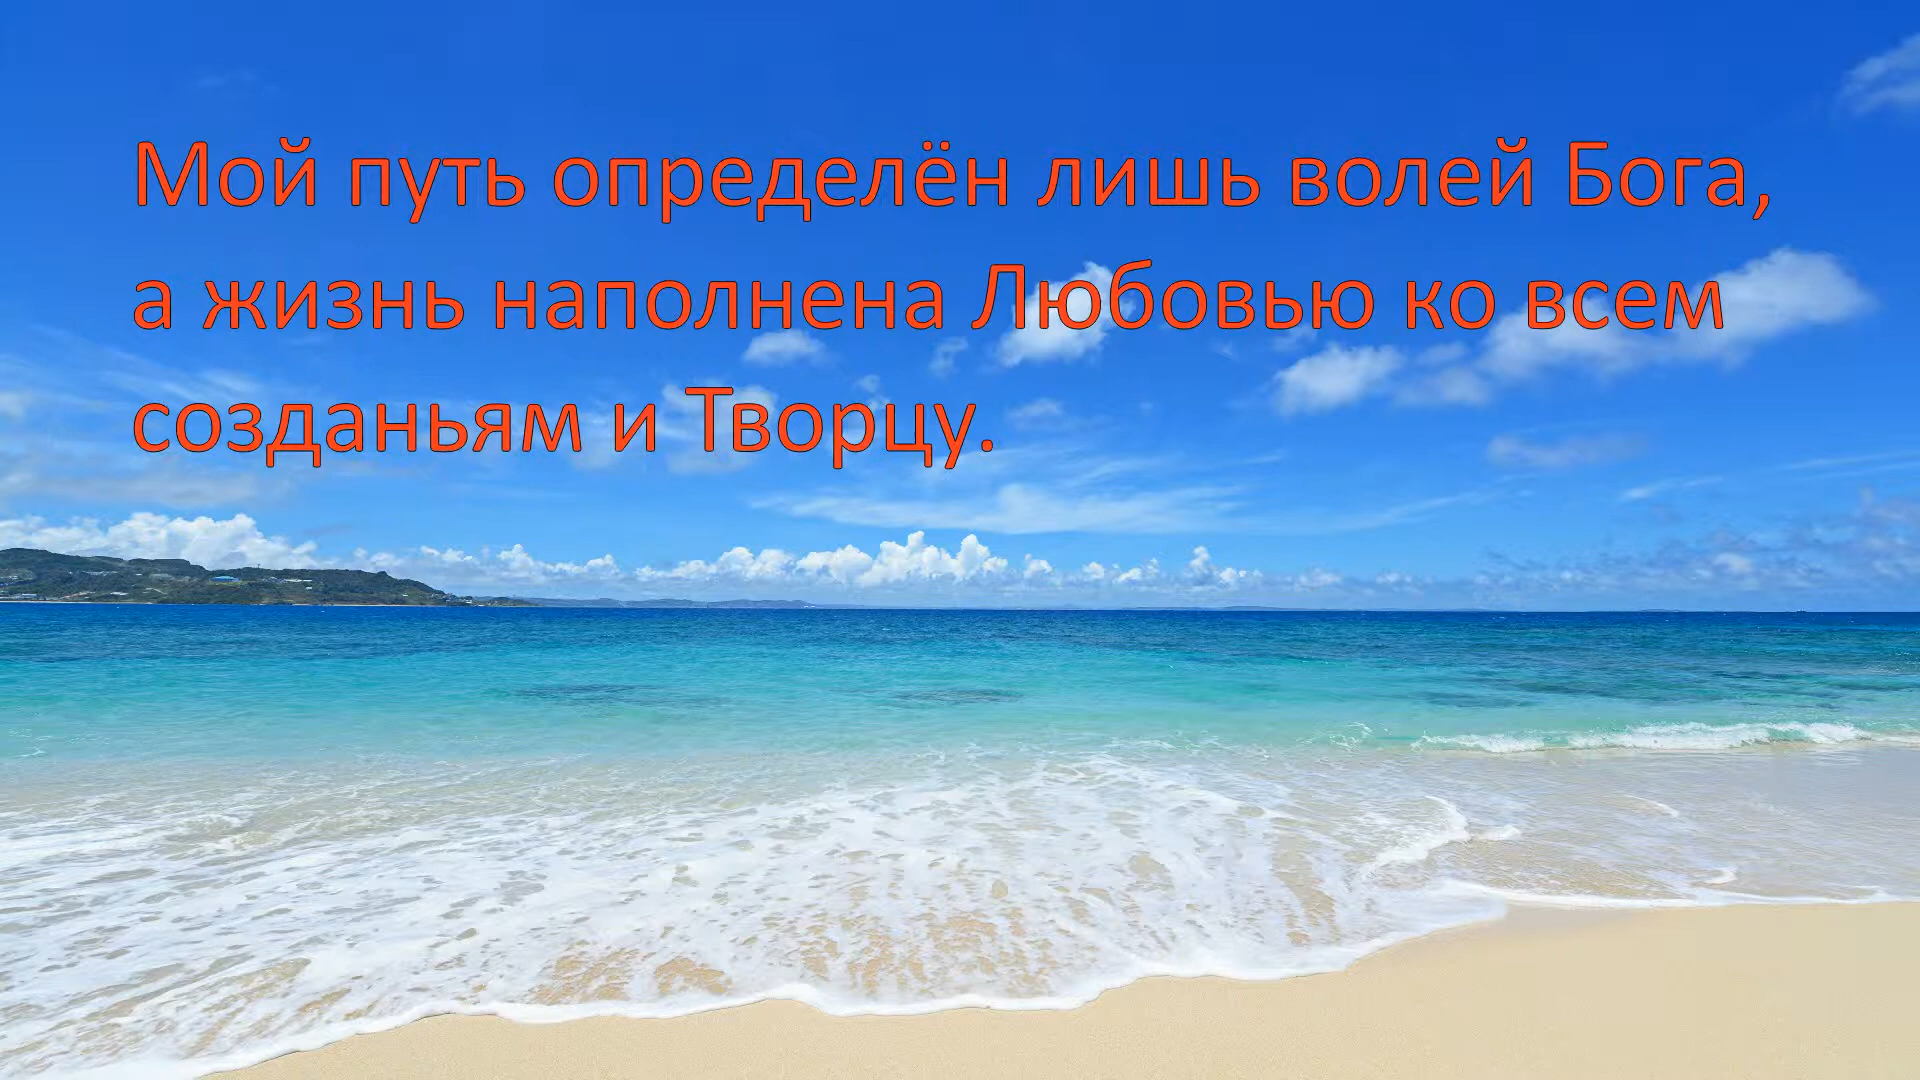 Мой путь определён лишь волей Бога,
а жизнь наполнена Любовью ко всем
созданьям и Творцу.